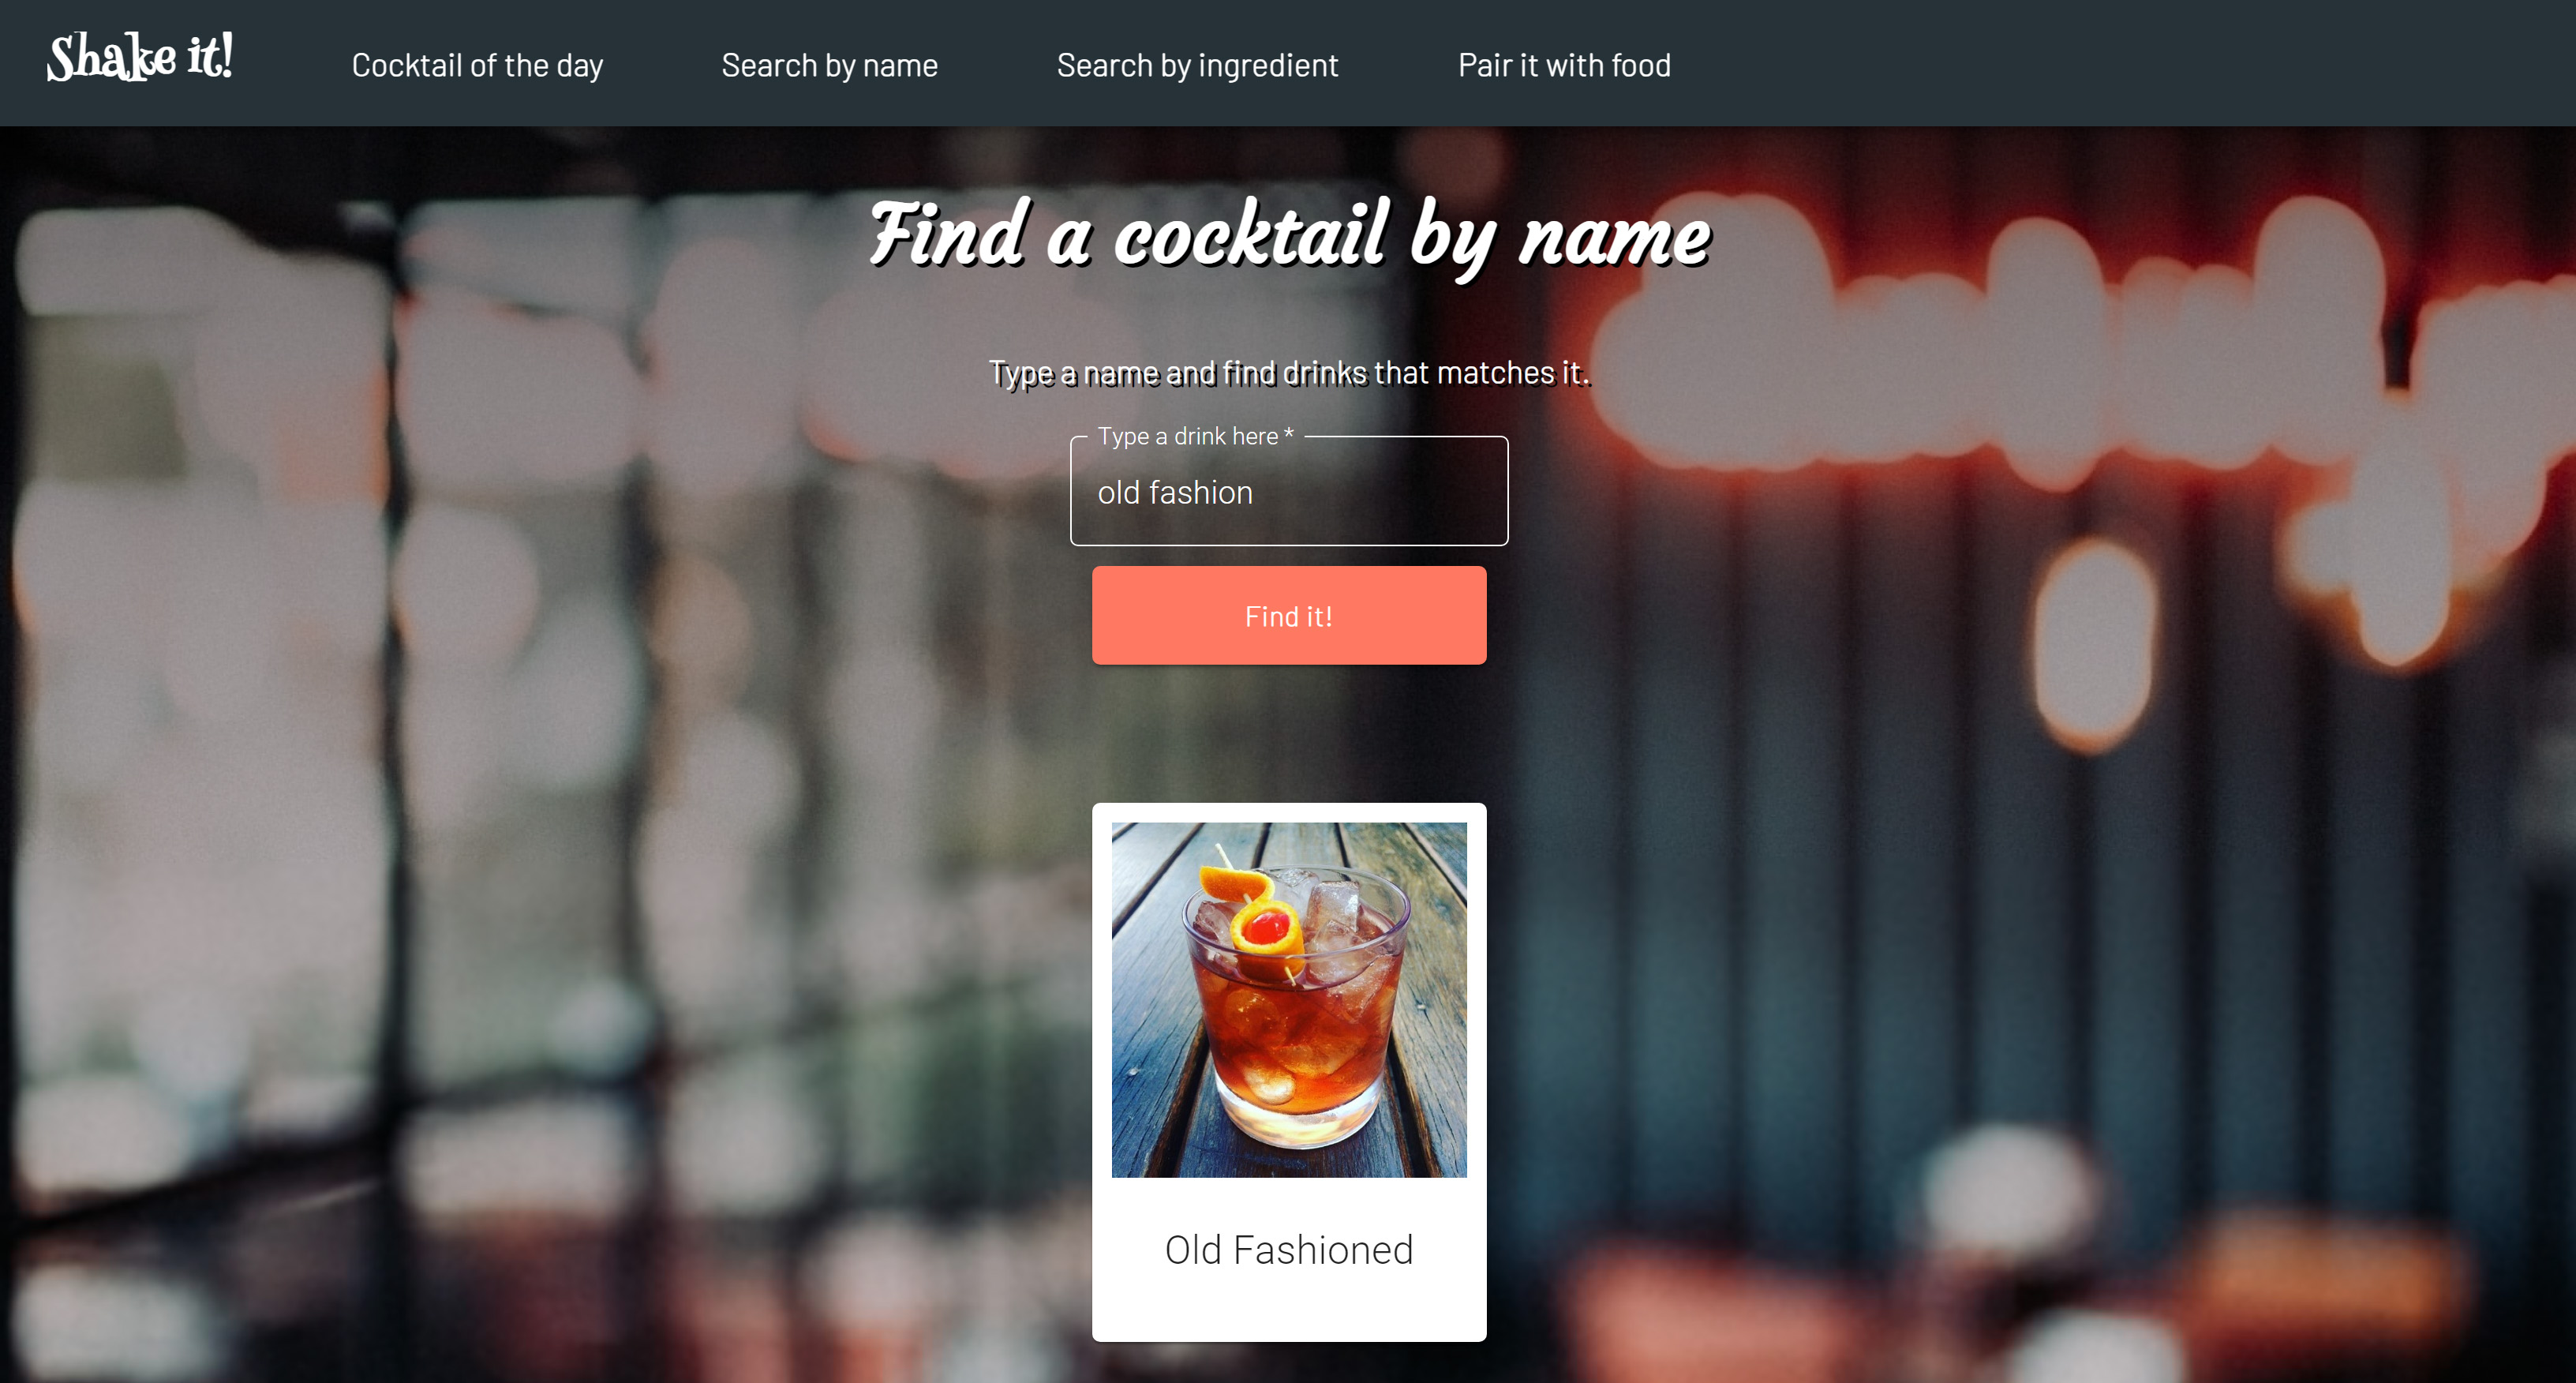 Shake it!
Cocktail of the day
Search by name
Search by ingredient
Pair it with food
Find a cocktail by name
Type a name and find drinks that matches it.
Type a drink here *
old fashion
Find it!
Old Fashioned